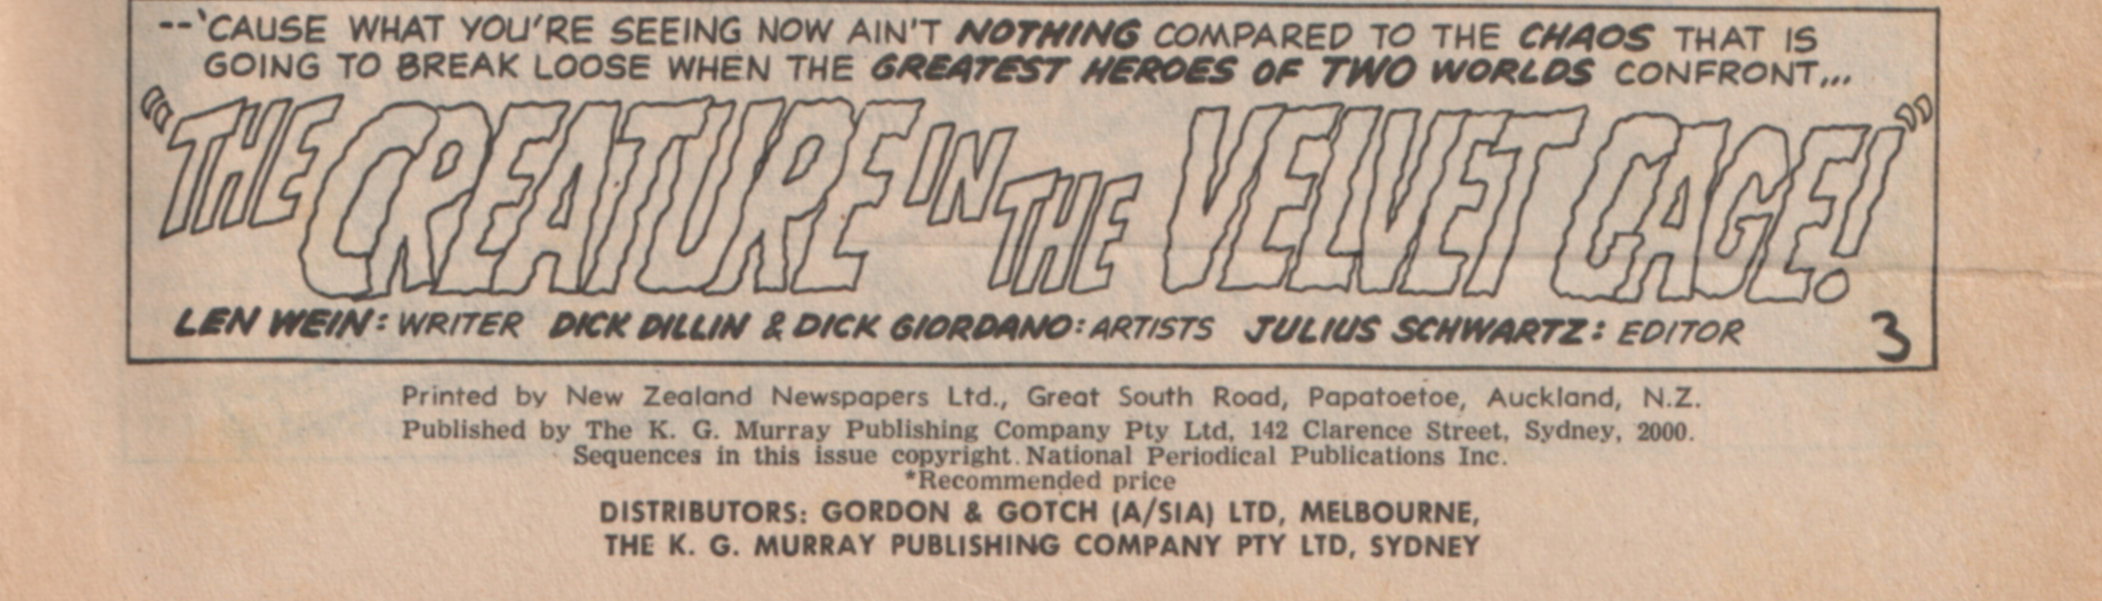 --'CAUSE WHAT YOU'RE SEEING NOW AIN'T NOTHING COMPARED TO THE CHAOS THAT IS
GOING TO BREAK LOOSE WHEN THE GREATEST HEROES OF TWO WORLDS CONFRONT...
"THE CREATURE IN THE VELVET CAGE!"
LEN WEIN: WRITER DICK DILLIN & DICK GIORDANO: ARTISTS JULIUS SCHWARTZ: EDITOR 3
Printed by New Zealand Newspapers Ltd., Great South Road, Papatoetoe, Auckland, N.Z.
Published by The K. G. Murray Publishing Company Pty Ltd, 142 Clarence Street, Sydney, 2000.
Sequences in this issue copyright National Periodical Publications Inc.
*Recommended price
DISTRIBUTORS: GORDON & GOTCH (A/SIA) LTD, MELBOURNE,
THE K. G. MURRAY PUBLISHING COMPANY PTY LTD, SYDNEY